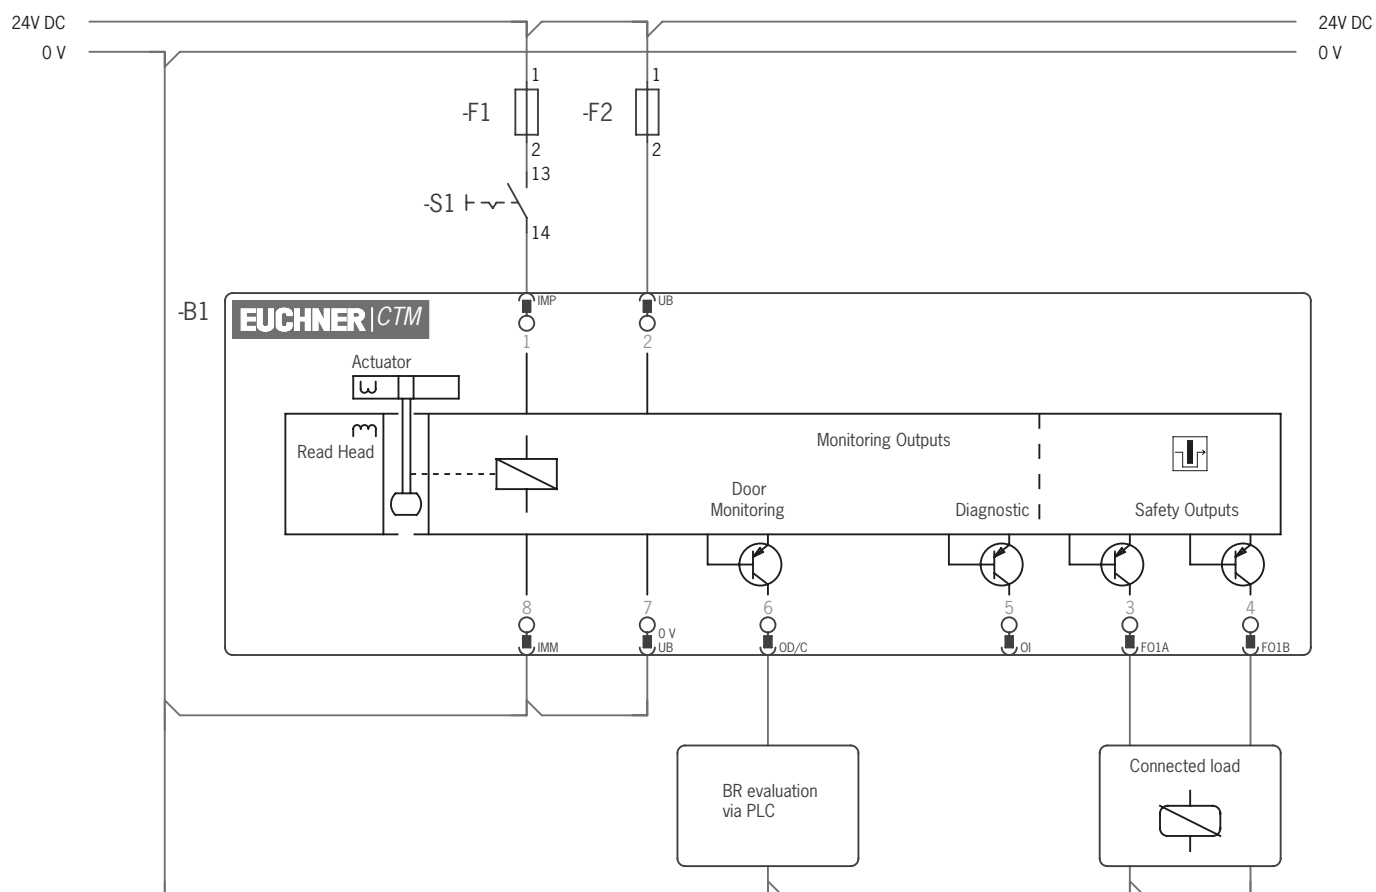 24V DC
24V DC
0 V
0 V
1
1
-F1
-F2
2
2
13
-S1
14
-B1
EUCHNER | CTM
IMP
UB
1
2
Actuator
Read Head
Monitoring Outputs
Door
Monitoring
Diagnostic
Safety Outputs
8
7
6
5
3
4
0 V
IMM
UB
OD/C
OI
FO1A
FO1B
BR evaluation
via PLC
Connected load